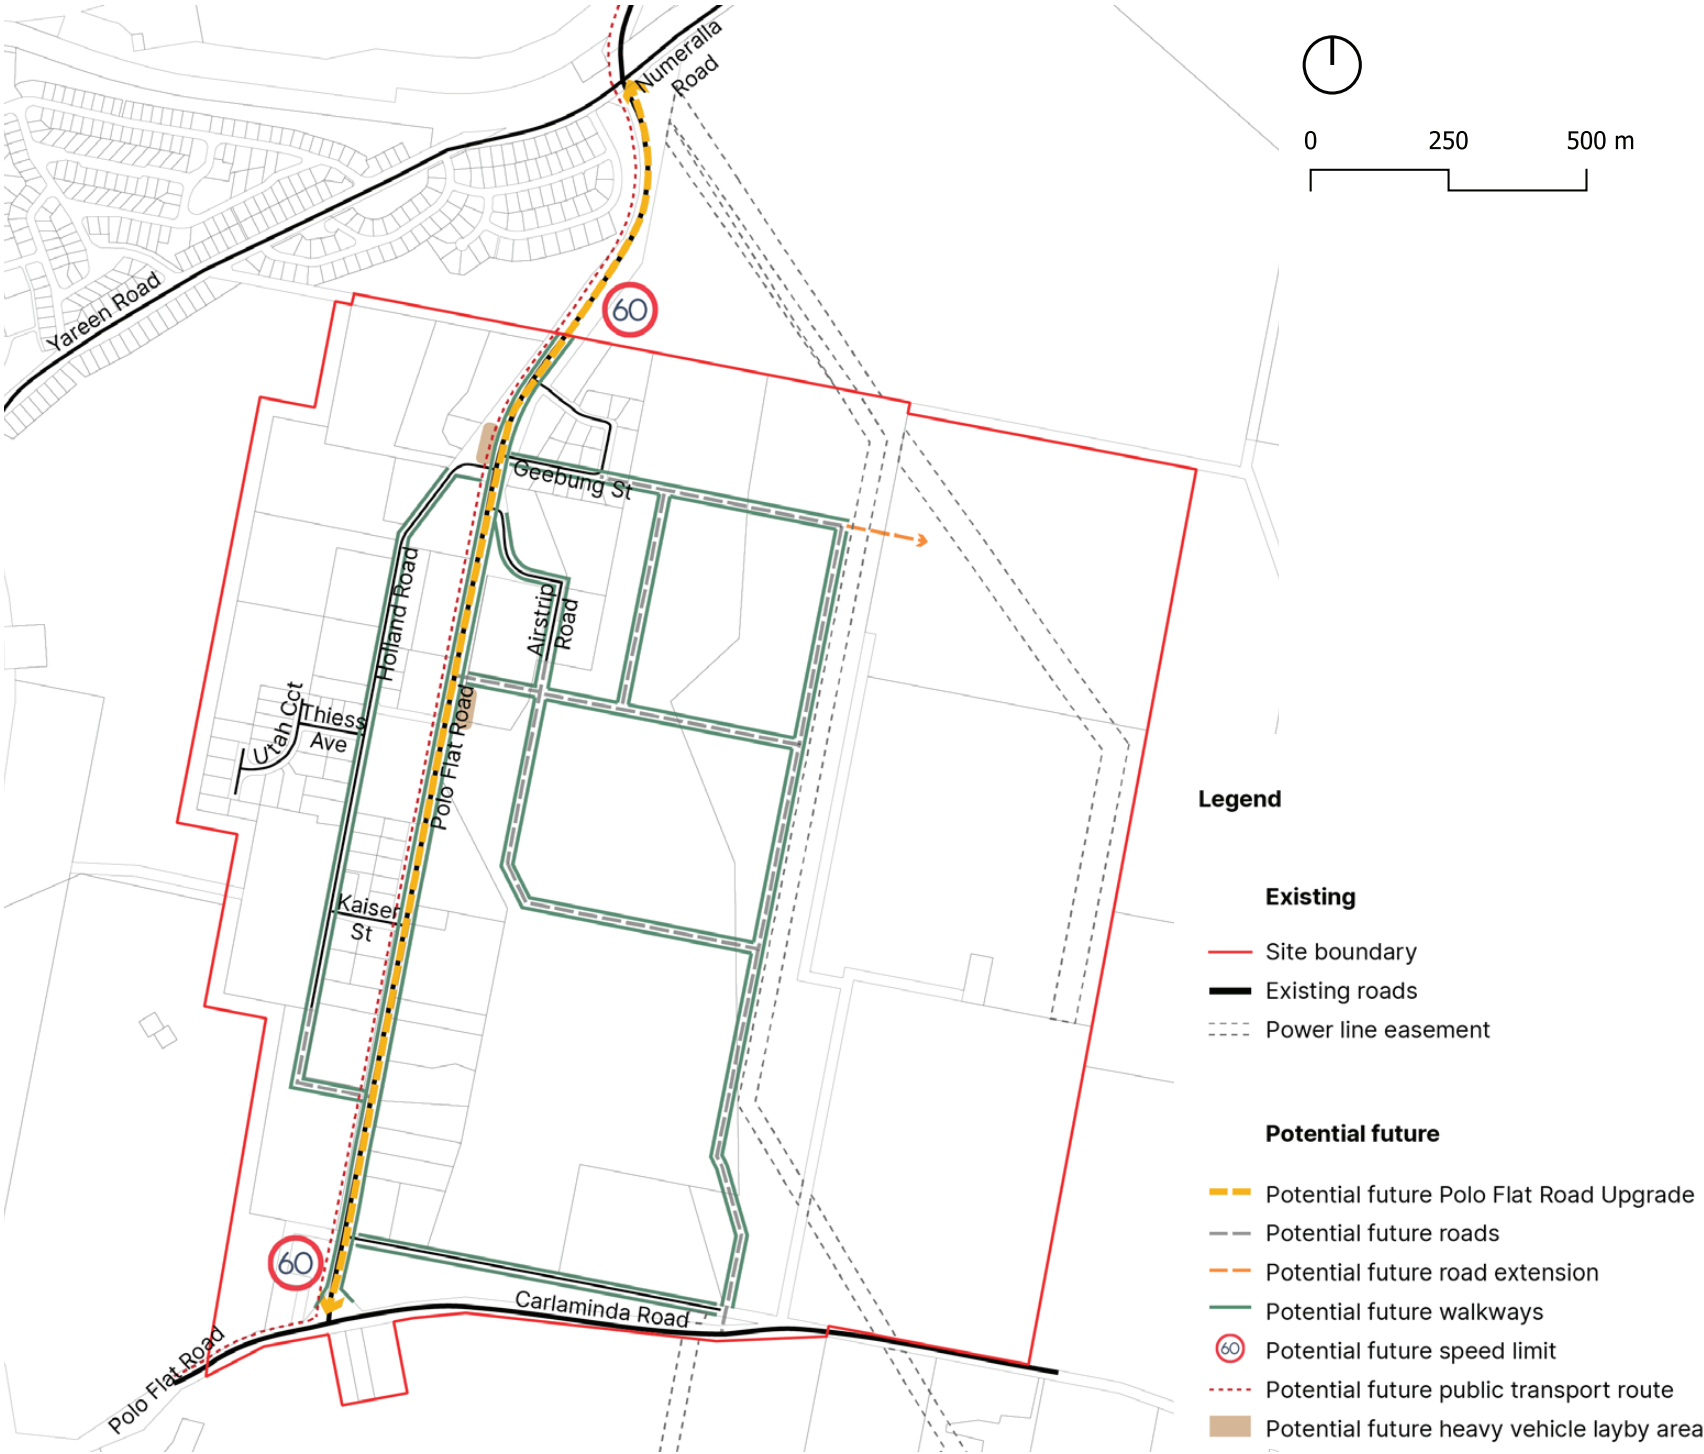 Numeralla
Road
0 250 500 m
Yareen Road
60
Geebung St
Holland Road
Airstrip
Road
Utah Cct
Thiess
Ave
Polo Flat Road
Kaiser
St
60
Carlaminda Road
Polo Flat Road
Legend
Existing
Site boundary
Existing roads
Power line easement
Potential future
Potential future Polo Flat Road Upgrade
Potential future roads
Potential future road extension
Potential future walkways
60 Potential future speed limit
Potential future public transport route
Potential future heavy vehicle layby area